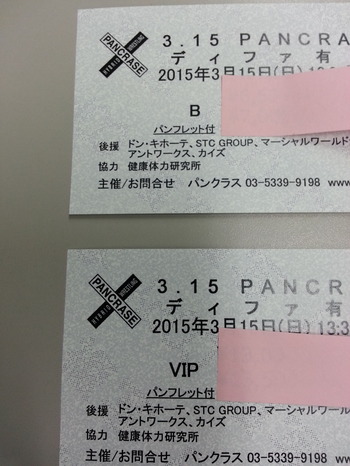 PANCRASE
HYBRID WRESTLING
3.15 PANCRA
ディファ有
2015年3月15日(日)
B
パンフレット付
後援 ドン・キホーテ、STC GROUP、マーシャルワールド
アントワークス、カイズ
協力 健康体力研究所
主催/お問合せ パンクラス 03-5339-9198 www
PANCRASE
HYBRID WRESTLING
3.15 PANCR
ディファ有
2015年3月15日(日) 13:3
VIP
パンフレット付
後援 ドン・キホーテ、STC GROUP、マーシャルワール
アントワークス、カイズ
協力 健康体力研究所
主催/お問合せ パンクラス 03-5339-9198 w